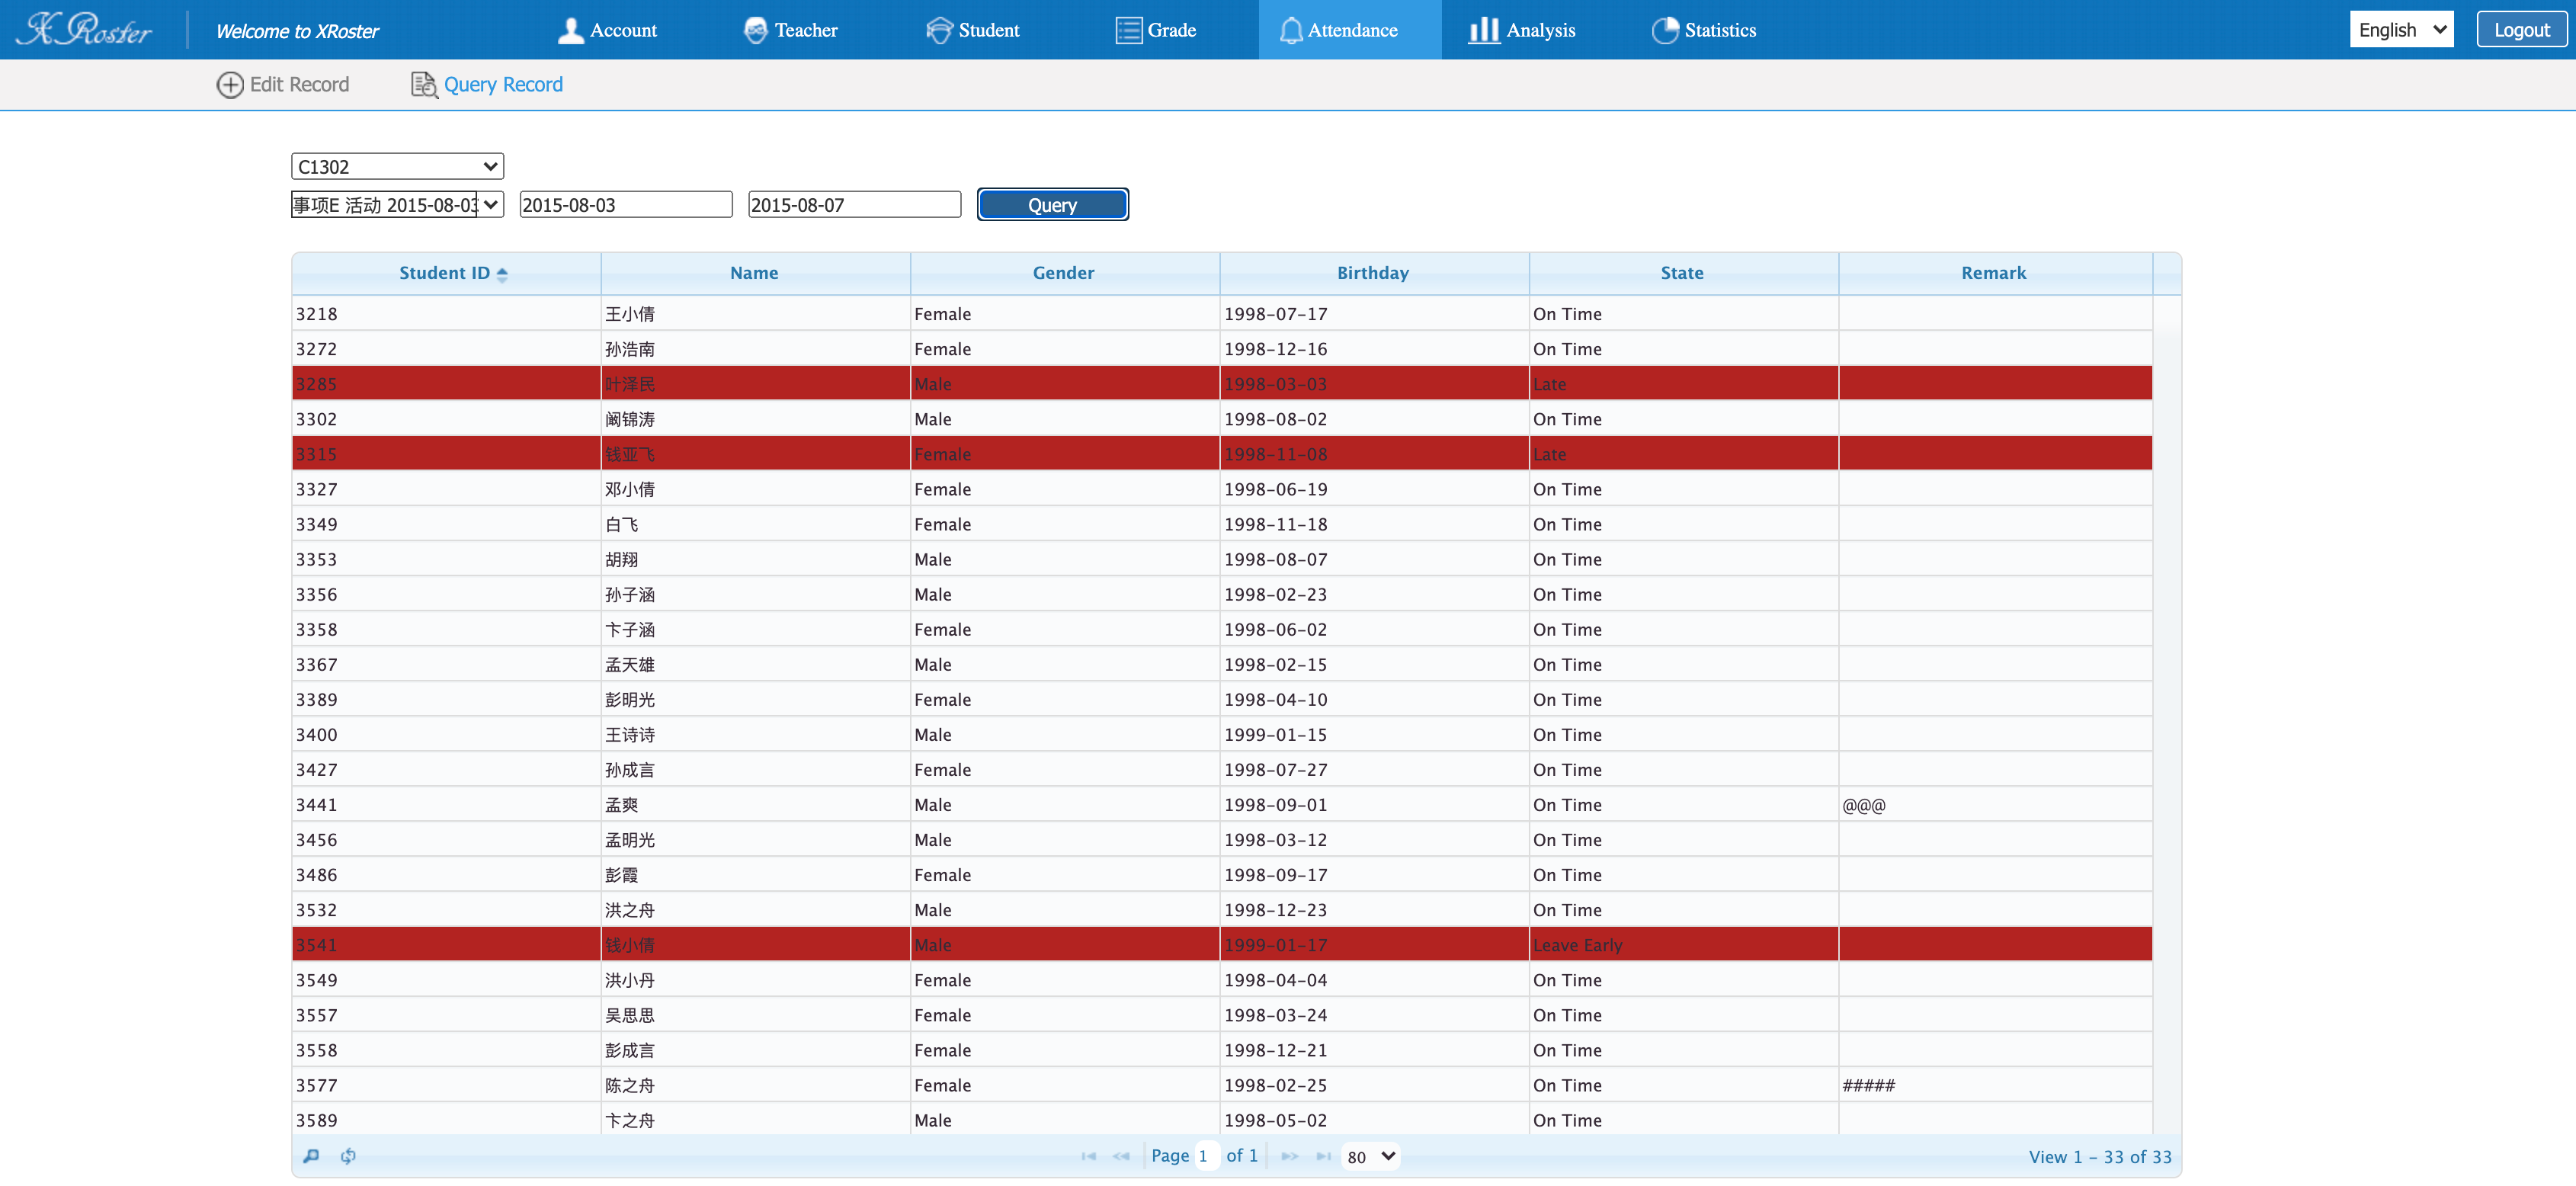 XRoster Welcome to XRoster Account Teacher Student Grade Attendance Analysis Statistics English Logout
Edit Record Query Record
C1302
事项E 活动 2015-08-03 2015-08-03 2015-08-07 Query
Student ID Name Gender Birthday State Remark
3218 王小倩 Female 1998-07-17 On Time
3272 孙浩南 Female 1998-12-16 On Time
3285 叶泽民 Male 1998-03-03 Late
3302 阚锦涛 Male 1998-08-02 On Time
3315 钱亚飞 Female 1998-11-08 Late
3327 邓小倩 Female 1998-06-19 On Time
3349 白飞 Female 1998-11-18 On Time
3353 胡翔 Male 1998-08-07 On Time
3356 孙子涵 Male 1998-02-23 On Time
3358 卞子涵 Female 1998-06-02 On Time
3367 孟天雄 Male 1998-02-15 On Time
3389 彭明光 Female 1998-04-10 On Time
3400 王诗诗 Male 1999-01-15 On Time
3427 孙成言 Female 1998-07-27 On Time
3441 孟爽 Male 1998-09-01 On Time @@@
3456 孟明光 Male 1998-03-12 On Time
3486 彭霞 Female 1998-09-17 On Time
3532 洪之舟 Male 1998-12-23 On Time
3541 钱小倩 Male 1999-01-17 Leave Early
3549 洪小丹 Female 1998-04-04 On Time
3557 吴思思 Female 1998-03-24 On Time
3558 彭成言 Female 1998-12-21 On Time
3577 陈之舟 Female 1998-02-25 On Time #####
3589 卞之舟 Male 1998-05-02 On Time
Page 1 of 1 80 View 1 - 33 of 33